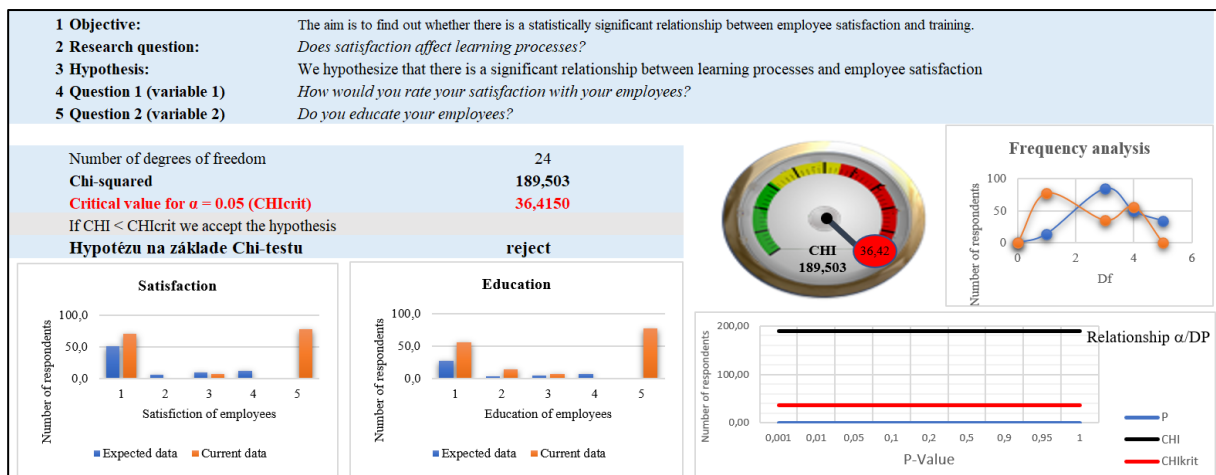 1 Objective: The aim is to find out whether there is a statistically significant relationship between employee satisfaction and training.
2 Research question: Does satisfaction affect learning processes?
3 Hypothesis: We hypothesize that there is a significant relationship between learning processes and employee satisfaction
4 Question 1 (variable 1) How would you rate your satisfaction with your employees?
5 Question 2 (variable 2) Do you educate your employees?
Number of degrees of freedom 24
Chi-squared 189,503
Critical value for α = 0.05 (CHIcrit) 36,4150
If CHI < CHIcrit we accept the hypothesis
Hypotézu na základe Chi-testu reject
CHI
189,503
36,42
Frequency analysis
Number of respondents
100
50
0
0 2 4 6
Df
Satisfaction
Number of respondents
100,0
50,0
0,0
1 2 3 4 5
Satisfiction of employees
Expected data Current data
Education
Number of respondents
100,0
50,0
0,0
1 2 3 4 5
Education of employees
Expected data Current data
Relationship α/DP
Number of respondents
200,00
100,00
0,00
0,001 0,01 0,05 0,1 0,2 0,5 0,9 0,95 1
P-Value
P
CHI
CHIkrit